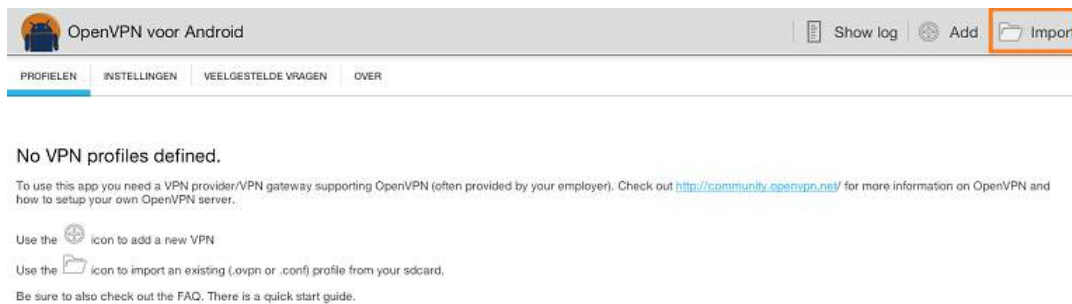 OpenVPN voor Android
Show log
Add
Import
PROFIELEN
INSTELLINGEN
VEELGESTELDE VRAGEN
OVER
No VPN profiles defined.
To use this app you need a VPN provider/VPN gateway supporting OpenVPN (often provided by your employer). Check out http://community.openvpn.net/ for more information on OpenVPN and
how to setup your own OpenVPN server.
Use the icon to add a new VPN
Use the icon to import an existing (.ovpn or .conf) profile from your sdcard.
Be sure to also check out the FAQ. There is a quick start guide.